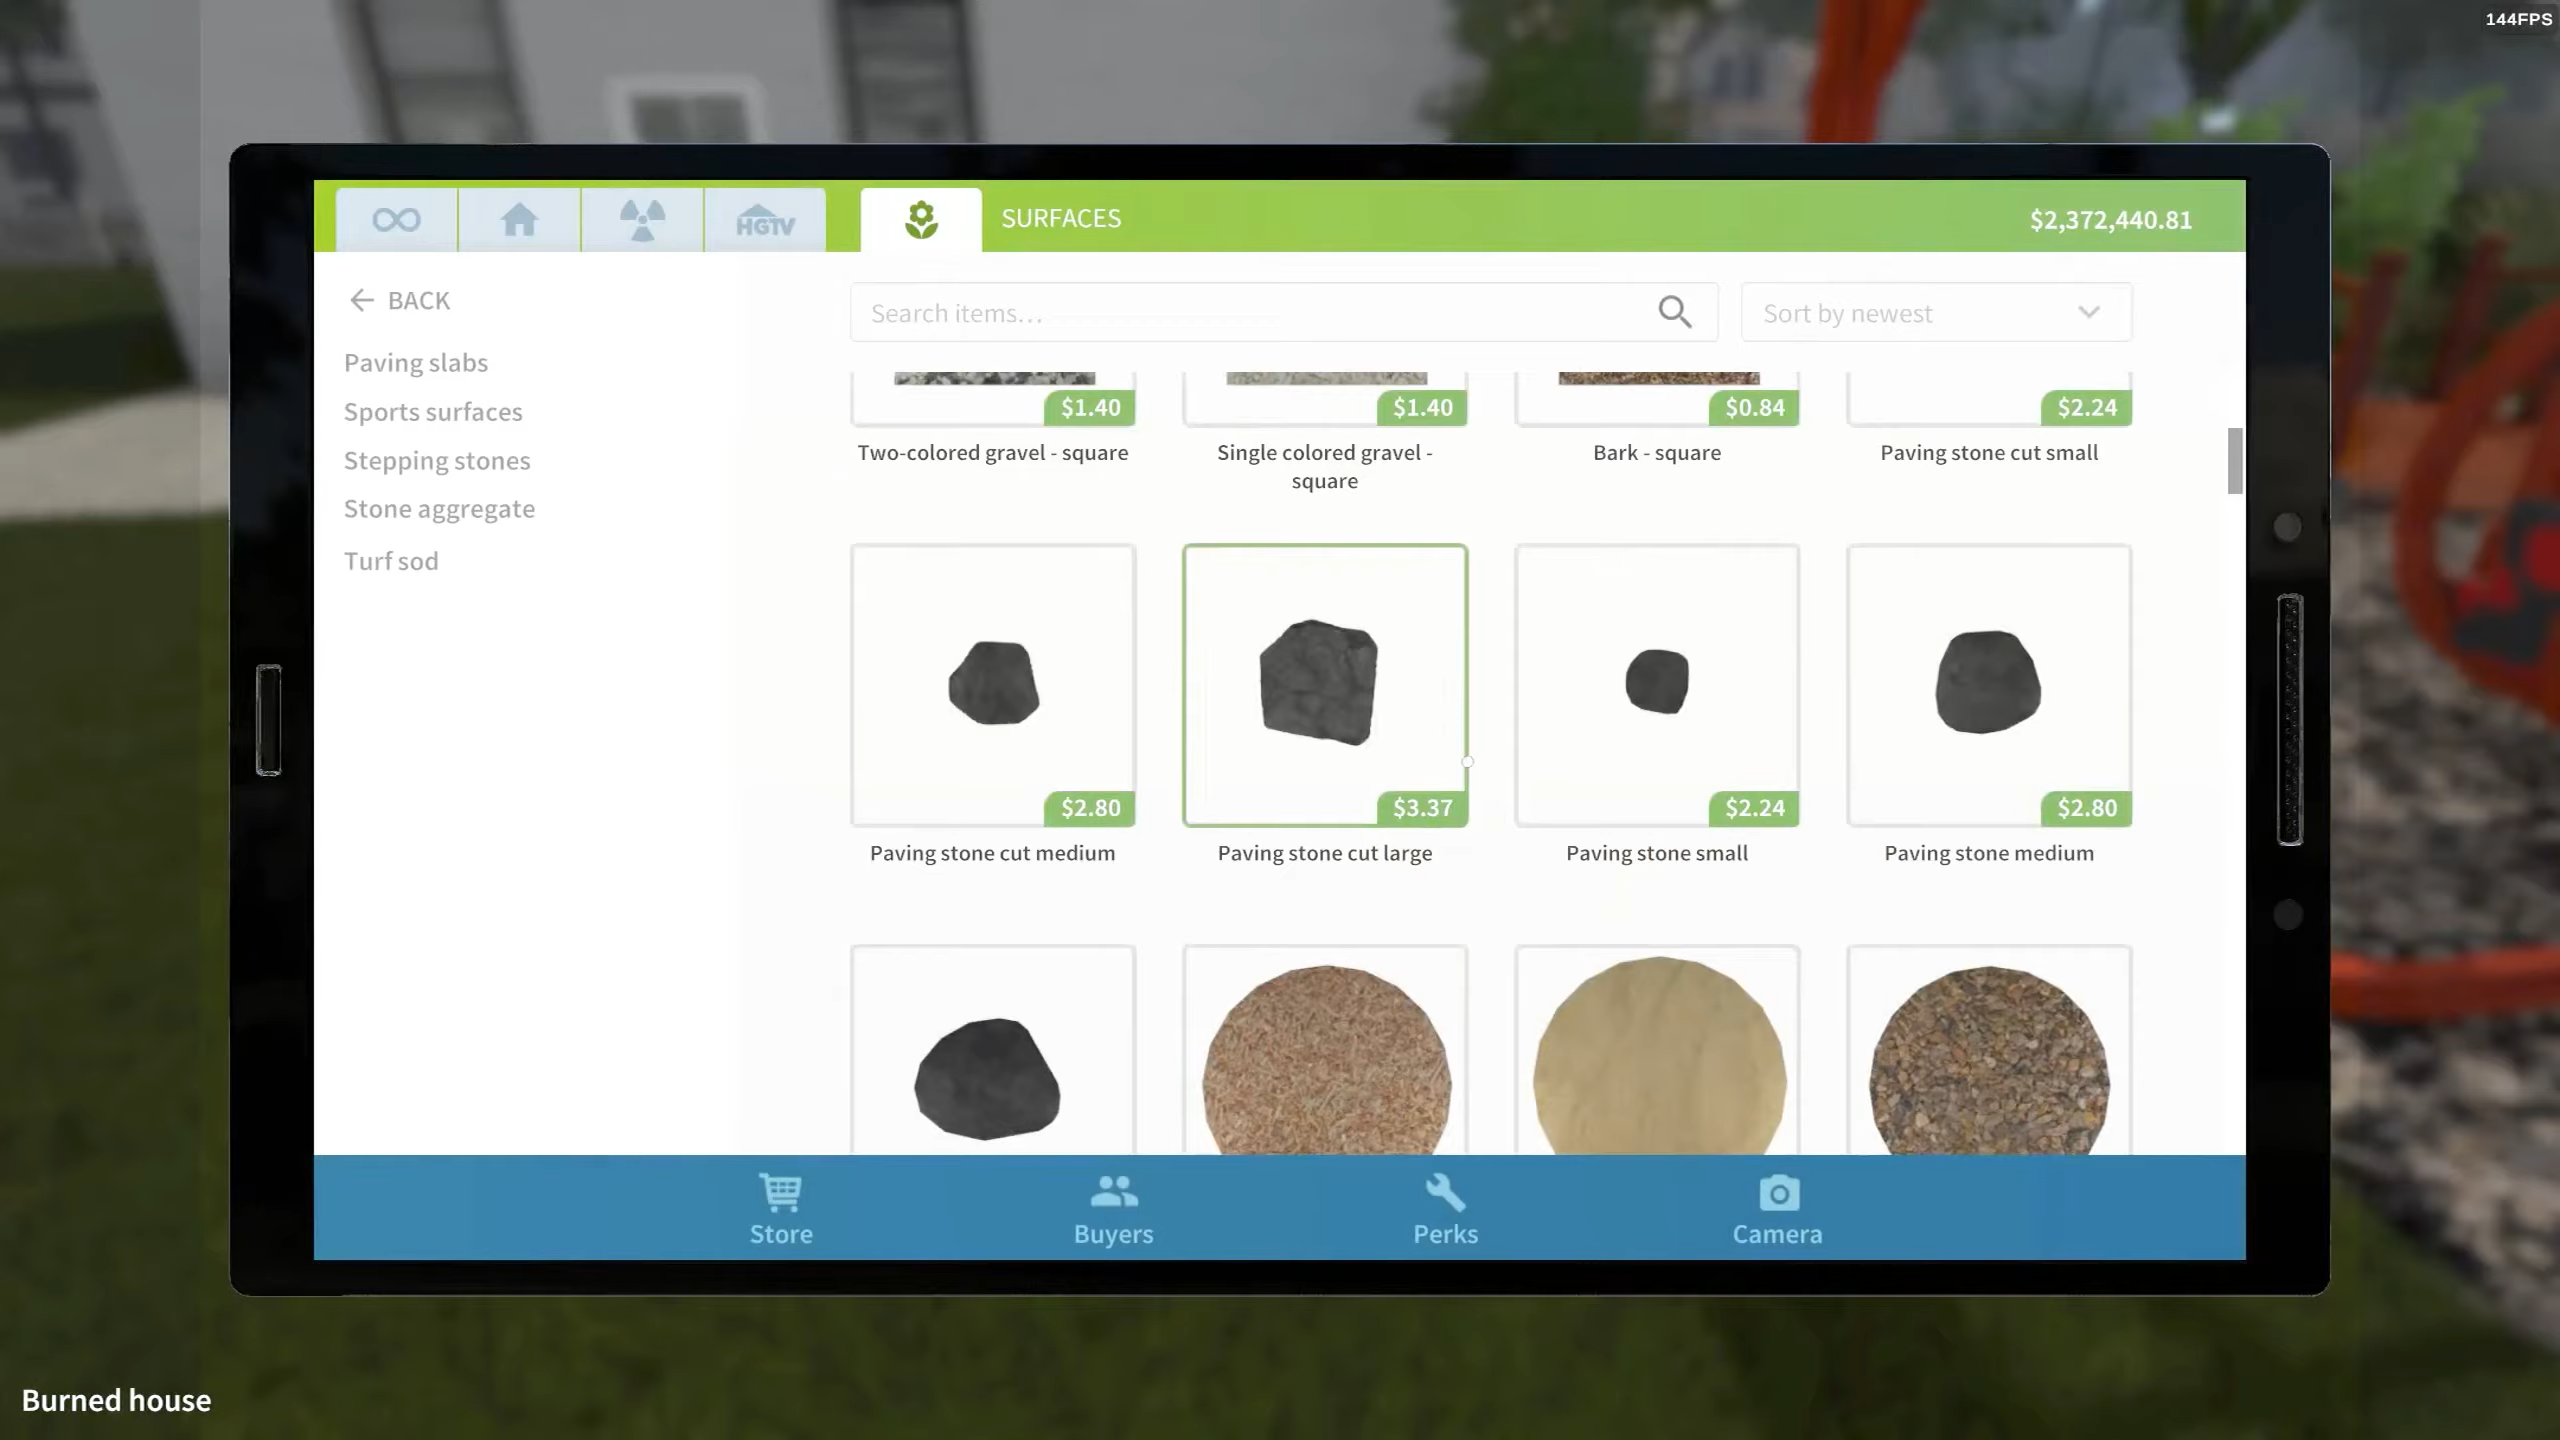 144FPS
HGTV
SURFACES
$2,372,440.81
BACK
Search items...
Sort by newest
Paving slabs
Sports surfaces
Stepping stones
Stone aggregate
Turf sod
$1.40
$1.40
$0.84
$2.24
Two-colored gravel - square
Single colored gravel -
square
Bark - square
Paving stone cut small
$2.80
$3.37
$2.24
$2.80
Paving stone cut medium
Paving stone cut large
Paving stone small
Paving stone medium
Store
Buyers
Perks
Camera
Burned house